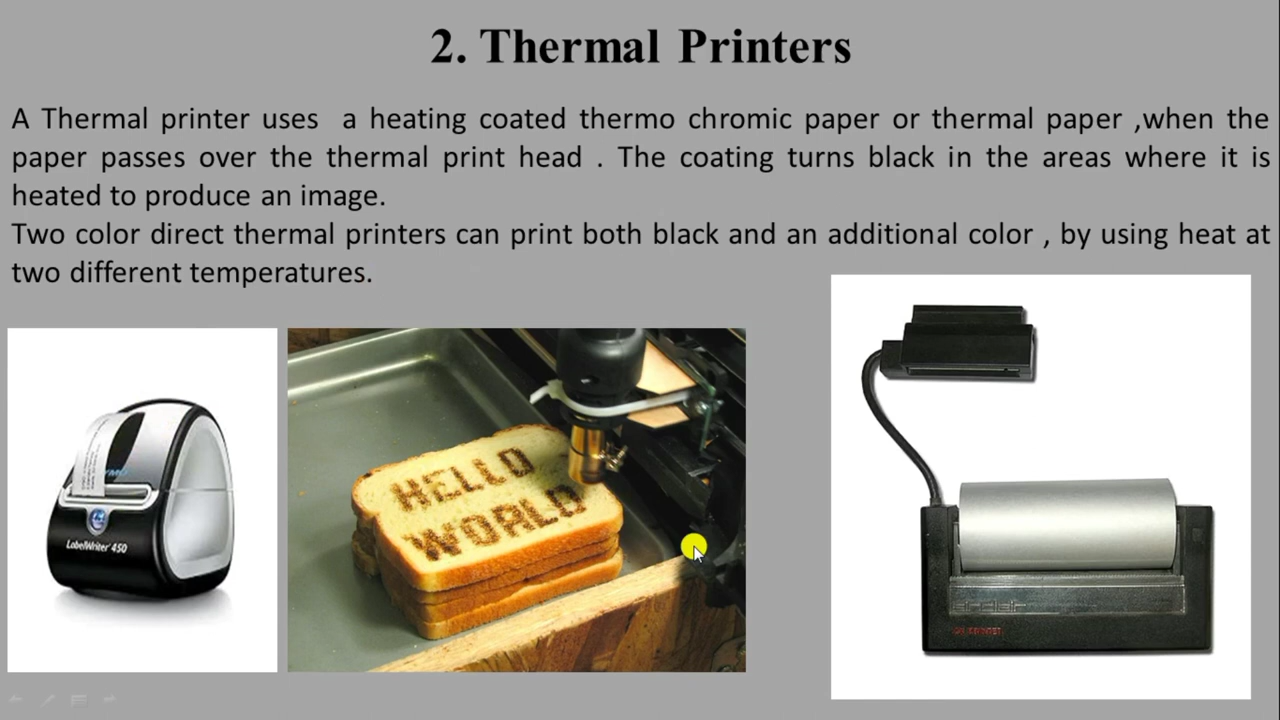 2. Thermal Printers
A Thermal printer uses a heating coated thermo chromic paper or thermal paper ,when the
paper passes over the thermal print head . The coating turns black in the areas where it is
heated to produce an image.
Two color direct thermal printers can print both black and an additional color , by using heat at
two different temperatures.
LabelWriter 450
HELLO
WORLD
sinclair